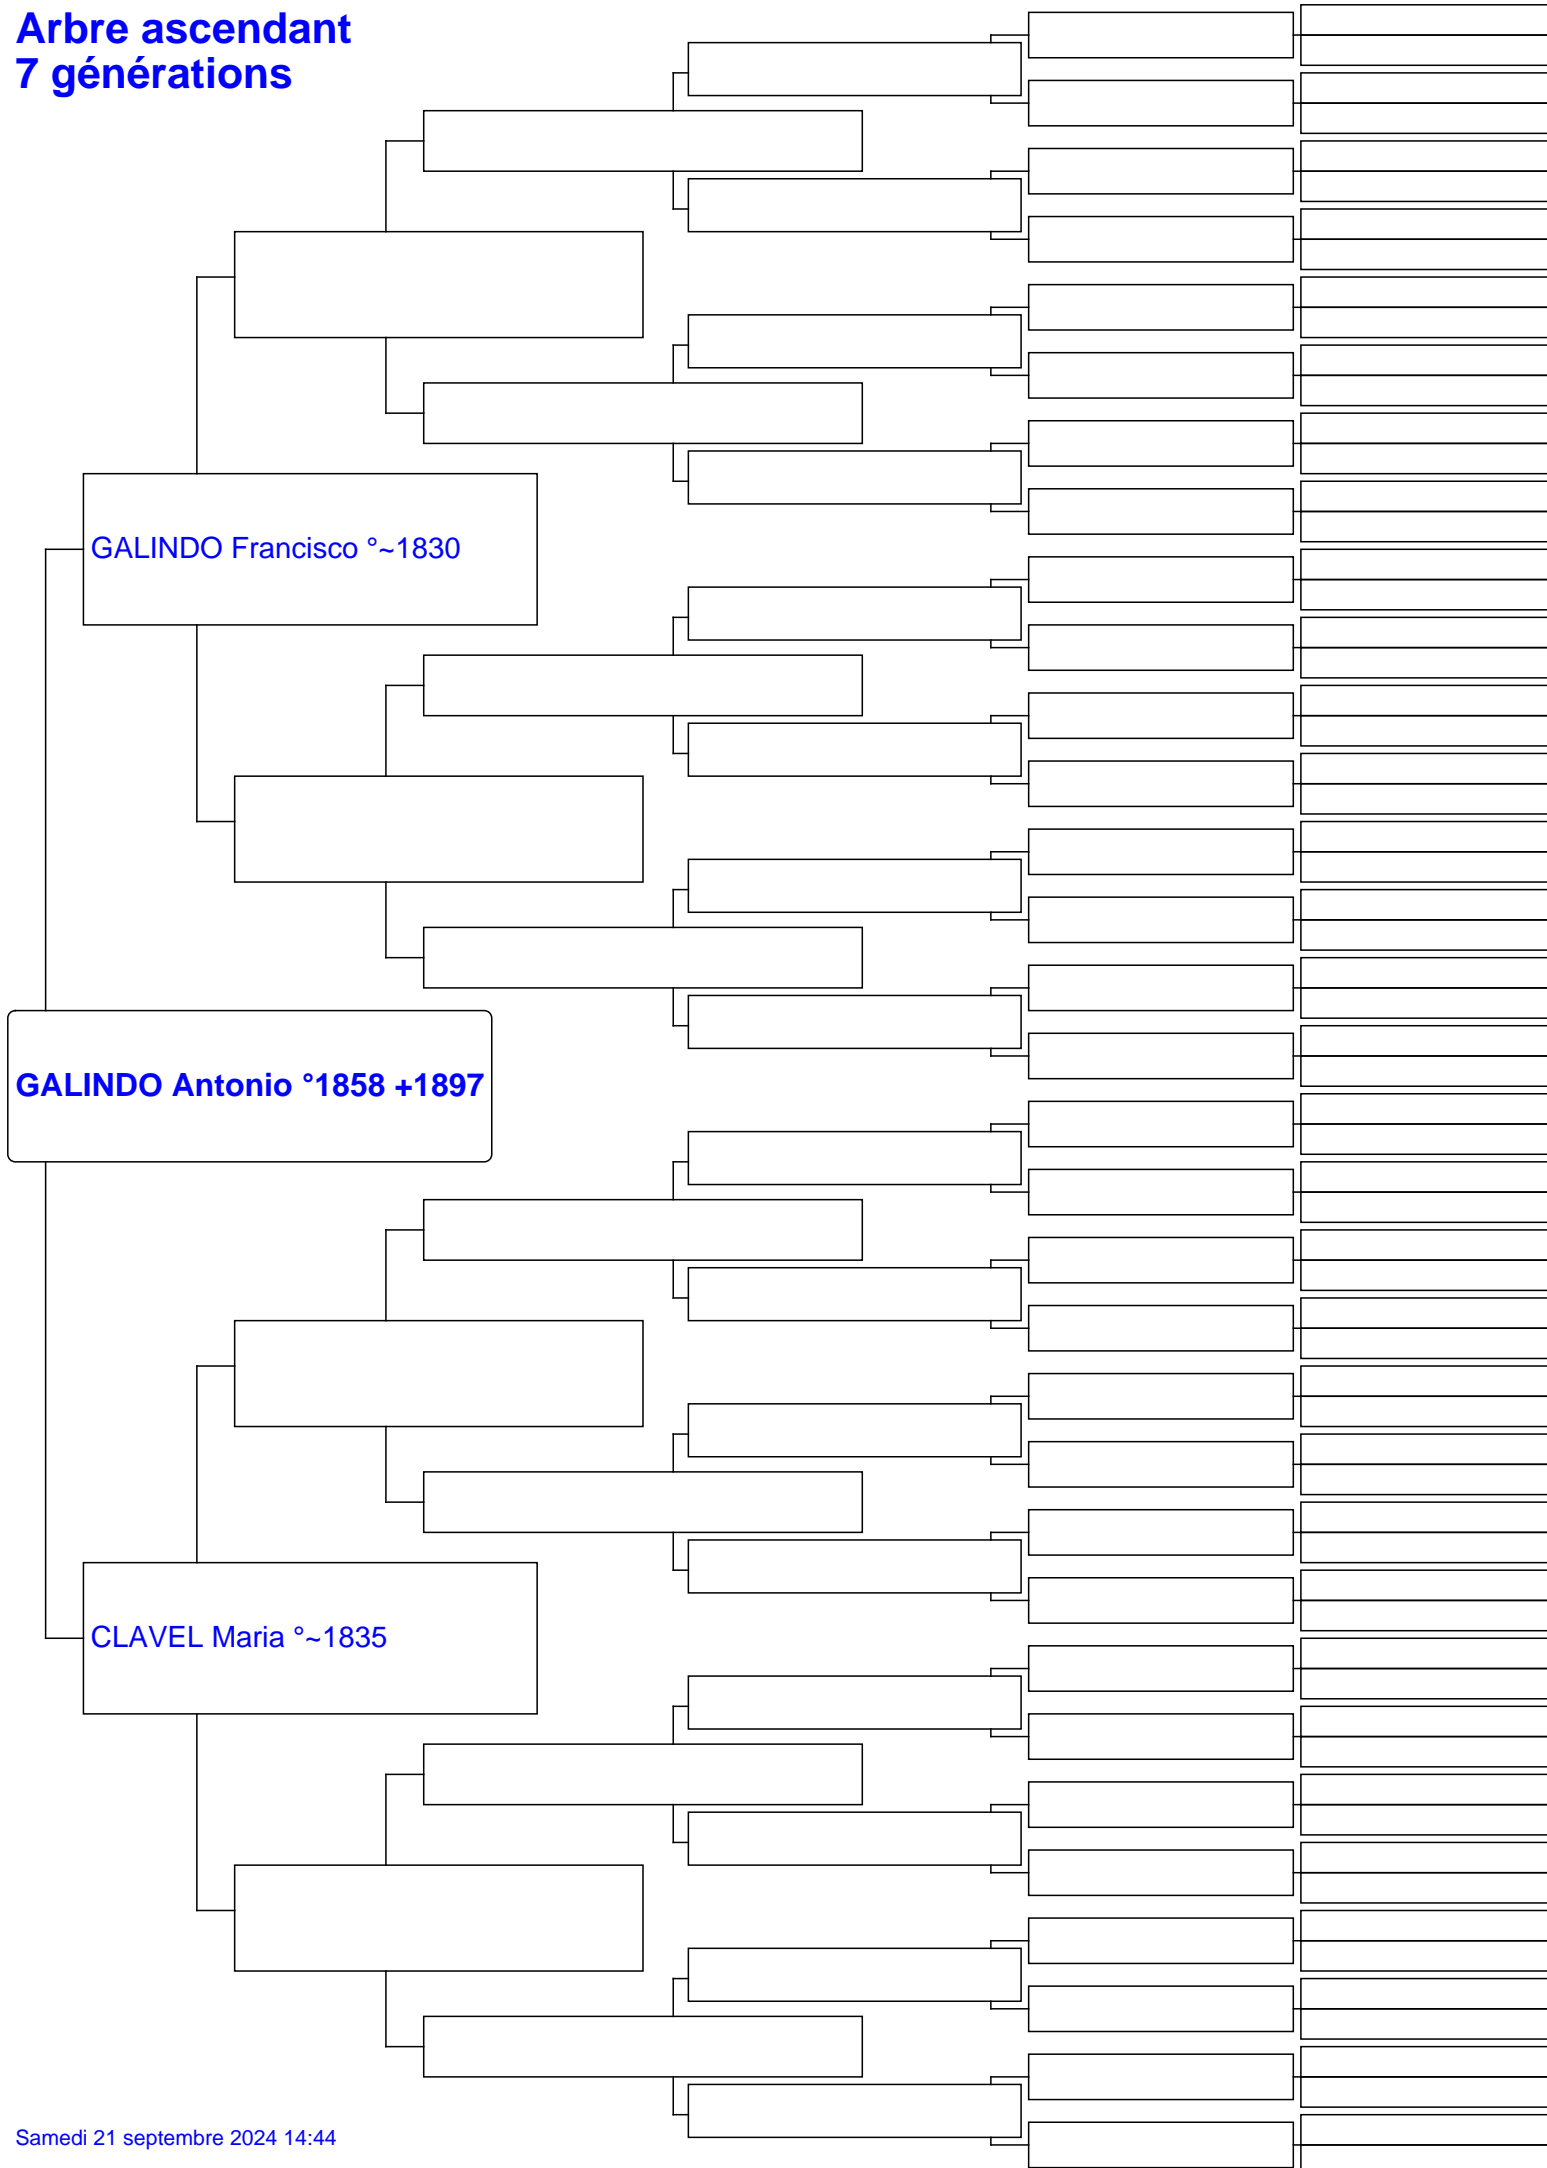 Arbre ascendant
7 générations
GALINDO Francisco °~1830
GALINDO Antonio °1858 +1897
CLAVEL Maria °~1835
Samedi 21 septembre 2024 14:44